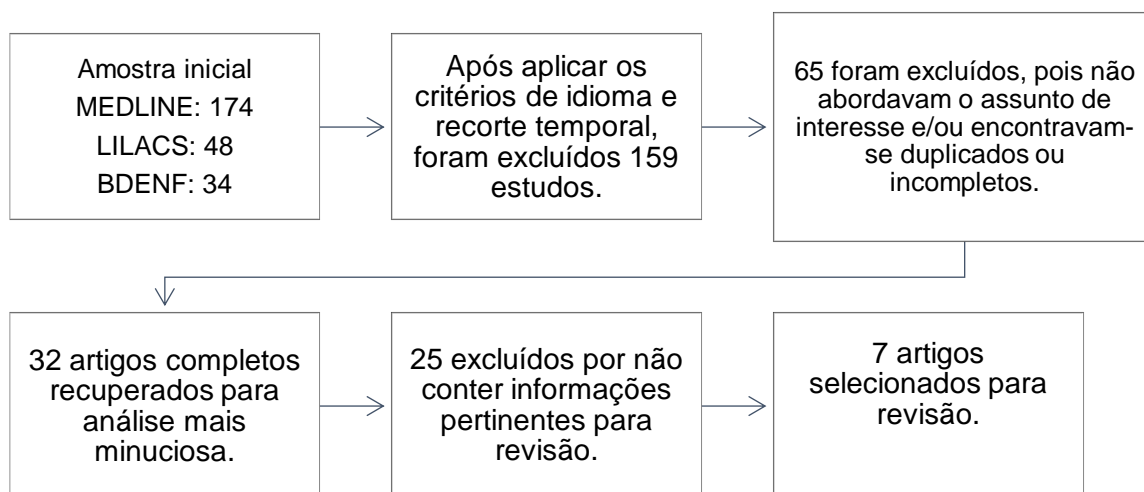 Amostra inicial
MEDLINE: 174
LILACS: 48
BDENF: 34
Após aplicar os
critérios de idioma e
recorte temporal,
foram excluídos 159
estudos.
65 foram excluídos, pois não
abordavam o assunto de
interesse e/ou encontravam-
se duplicados ou
incompletos.
32 artigos completos
recuperados para
análise mais
minuciosa.
25 excluídos por não
conter informações
pertinentes para
revisão.
7 artigos
selecionados para
revisão.